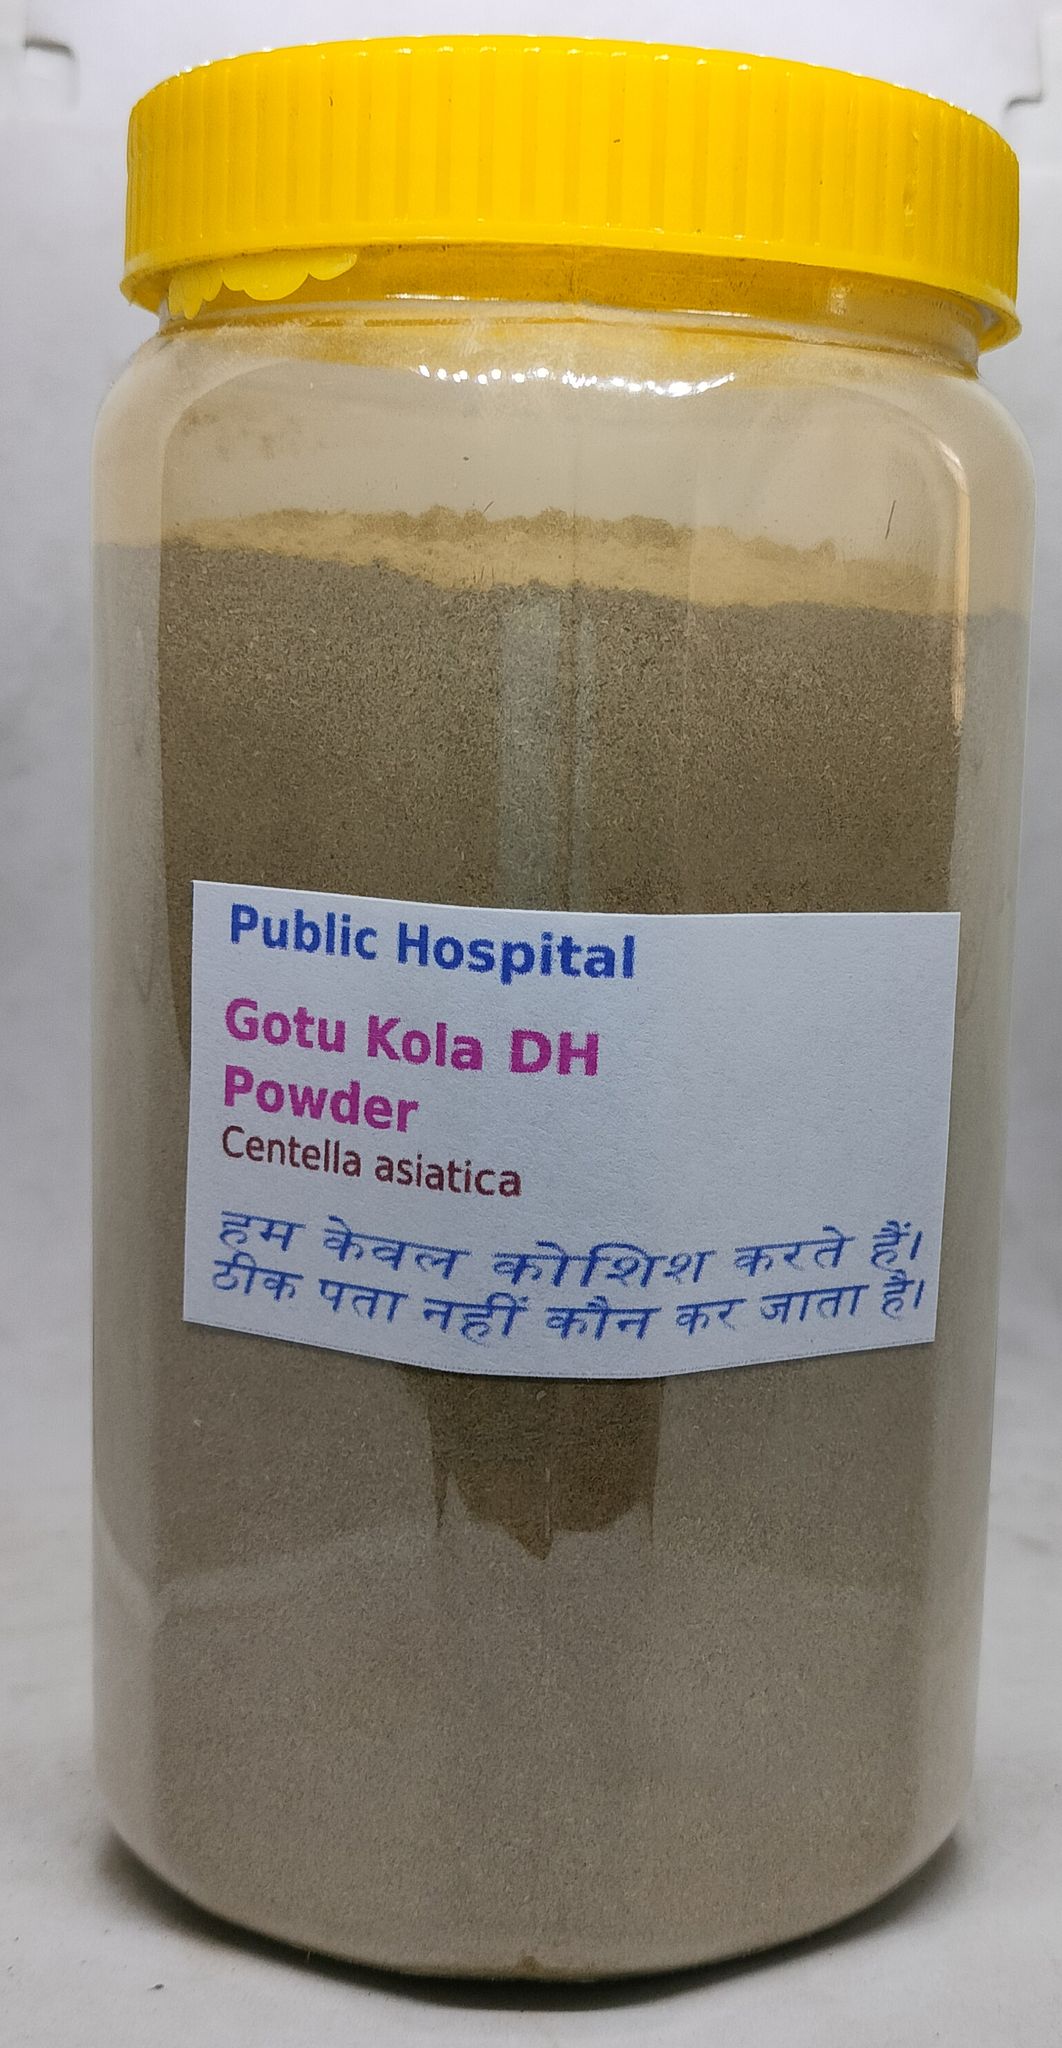 Public Hospital
Gotu Kola DH
Powder
Centella asiatica
हम केवल कोशिश करते हैं।
ठीक पता नहीं कौन कर जाता है।